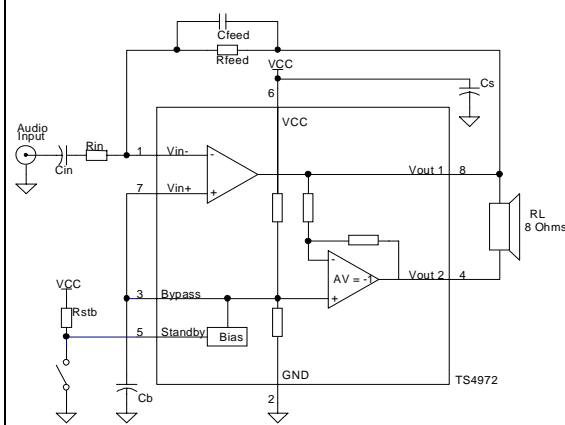 Cfeed
Rfeed
VCC
6
Cs
VCC
Audio
Input
Rin
Cin
1
Vin-
-
Vout 1
8
7
Vin+
+
RL
8 Ohms
-
AV = -1
+
Vout 2
4
VCC
Rstb
3
Bypass
5
Standby
Bias
Cb
GND
2
TS4972